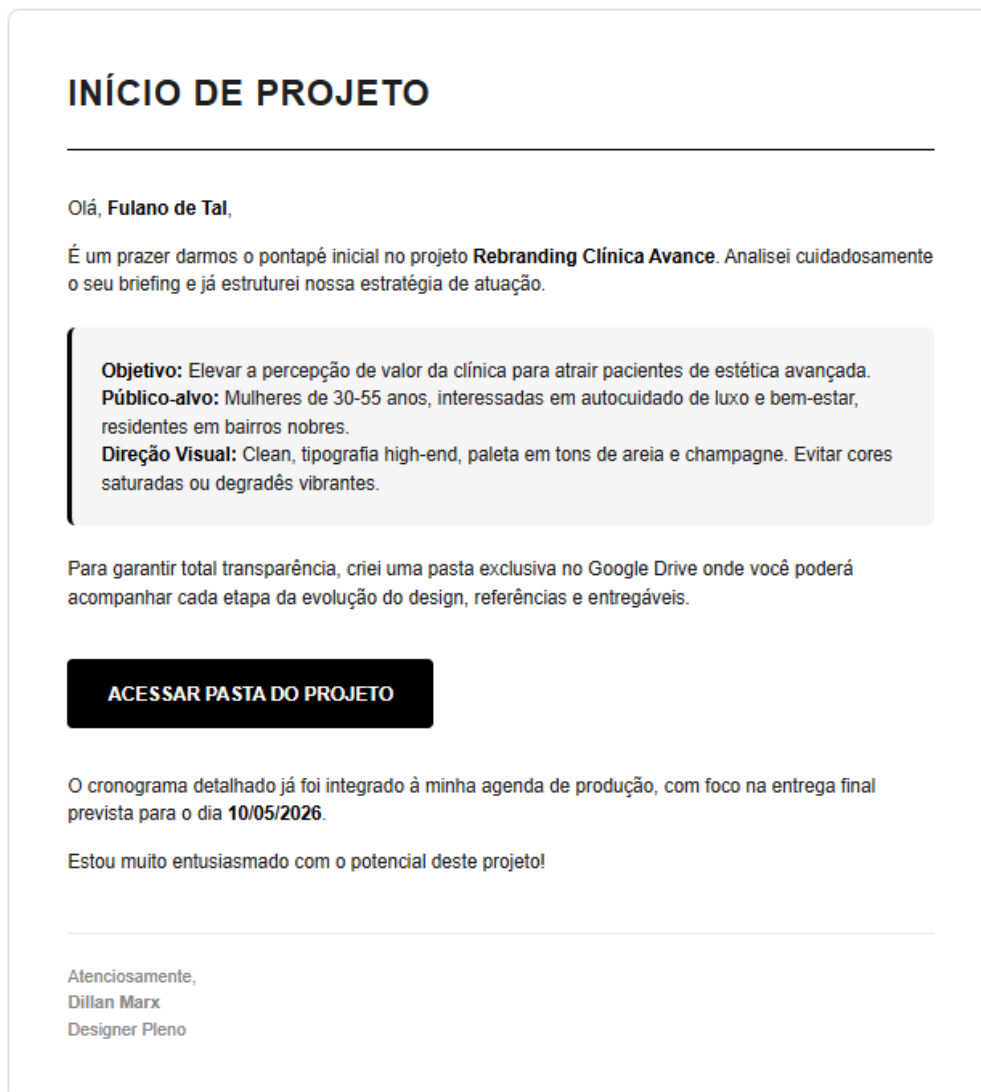 INÍCIO DE PROJETO
Olá, Fulano de Tal,
É um prazer darmos o pontapé inicial no projeto Rebranding Clínica Avance. Analisei cuidadosamente
o seu briefing e já estruturei nossa estratégia de atuação.
Objetivo: Elevar a percepção de valor da clínica para atrair pacientes de estética avançada.
Público-alvo: Mulheres de 30-55 anos, interessadas em autocuidado de luxo e bem-estar,
residentes em bairros nobres.
Direção Visual: Clean, tipografia high-end, paleta em tons de areia e champagne. Evitar cores
saturadas ou degradês vibrantes.
Para garantir total transparência, criei uma pasta exclusiva no Google Drive onde você poderá
acompanhar cada etapa da evolução do design, referências e entregáveis.
ACESSAR PASTA DO PROJETO
O cronograma detalhado já foi integrado à minha agenda de produção, com foco na entrega final
prevista para o dia 10/05/2026.
Estou muito entusiasmado com o potencial deste projeto!
Atenciosamente,
Dillan Marx
Designer Pleno